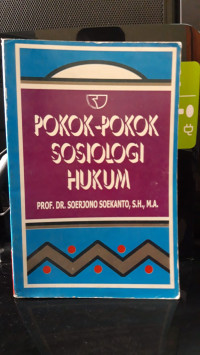 POKOK-POKOK
SOSIOLOGI
HUKUM
PROF. DR. SOERJONO SOEKANTO, S.H., M.A.